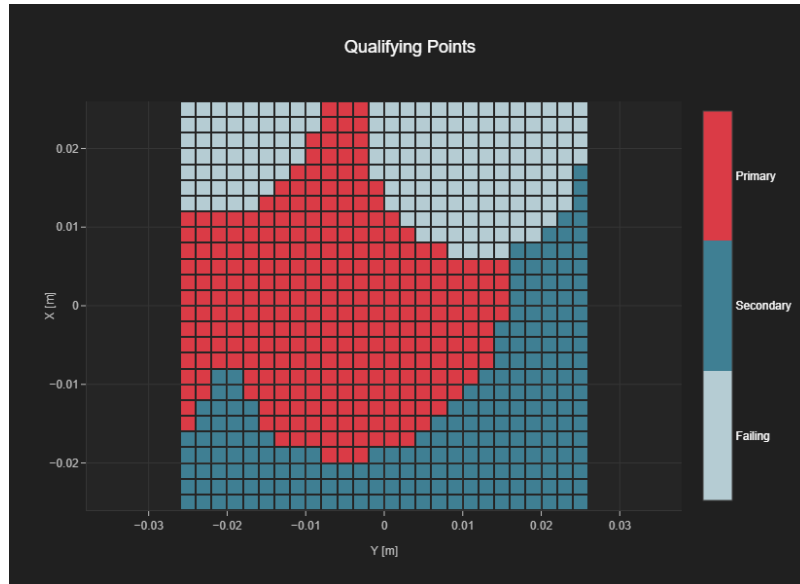 Qualifying Points
0.02
0.01
0
−0.01
−0.02
X [m]
−0.03
−0.02
−0.01
0
0.01
0.02
0.03
Y [m]
Primary
Secondary
Failing